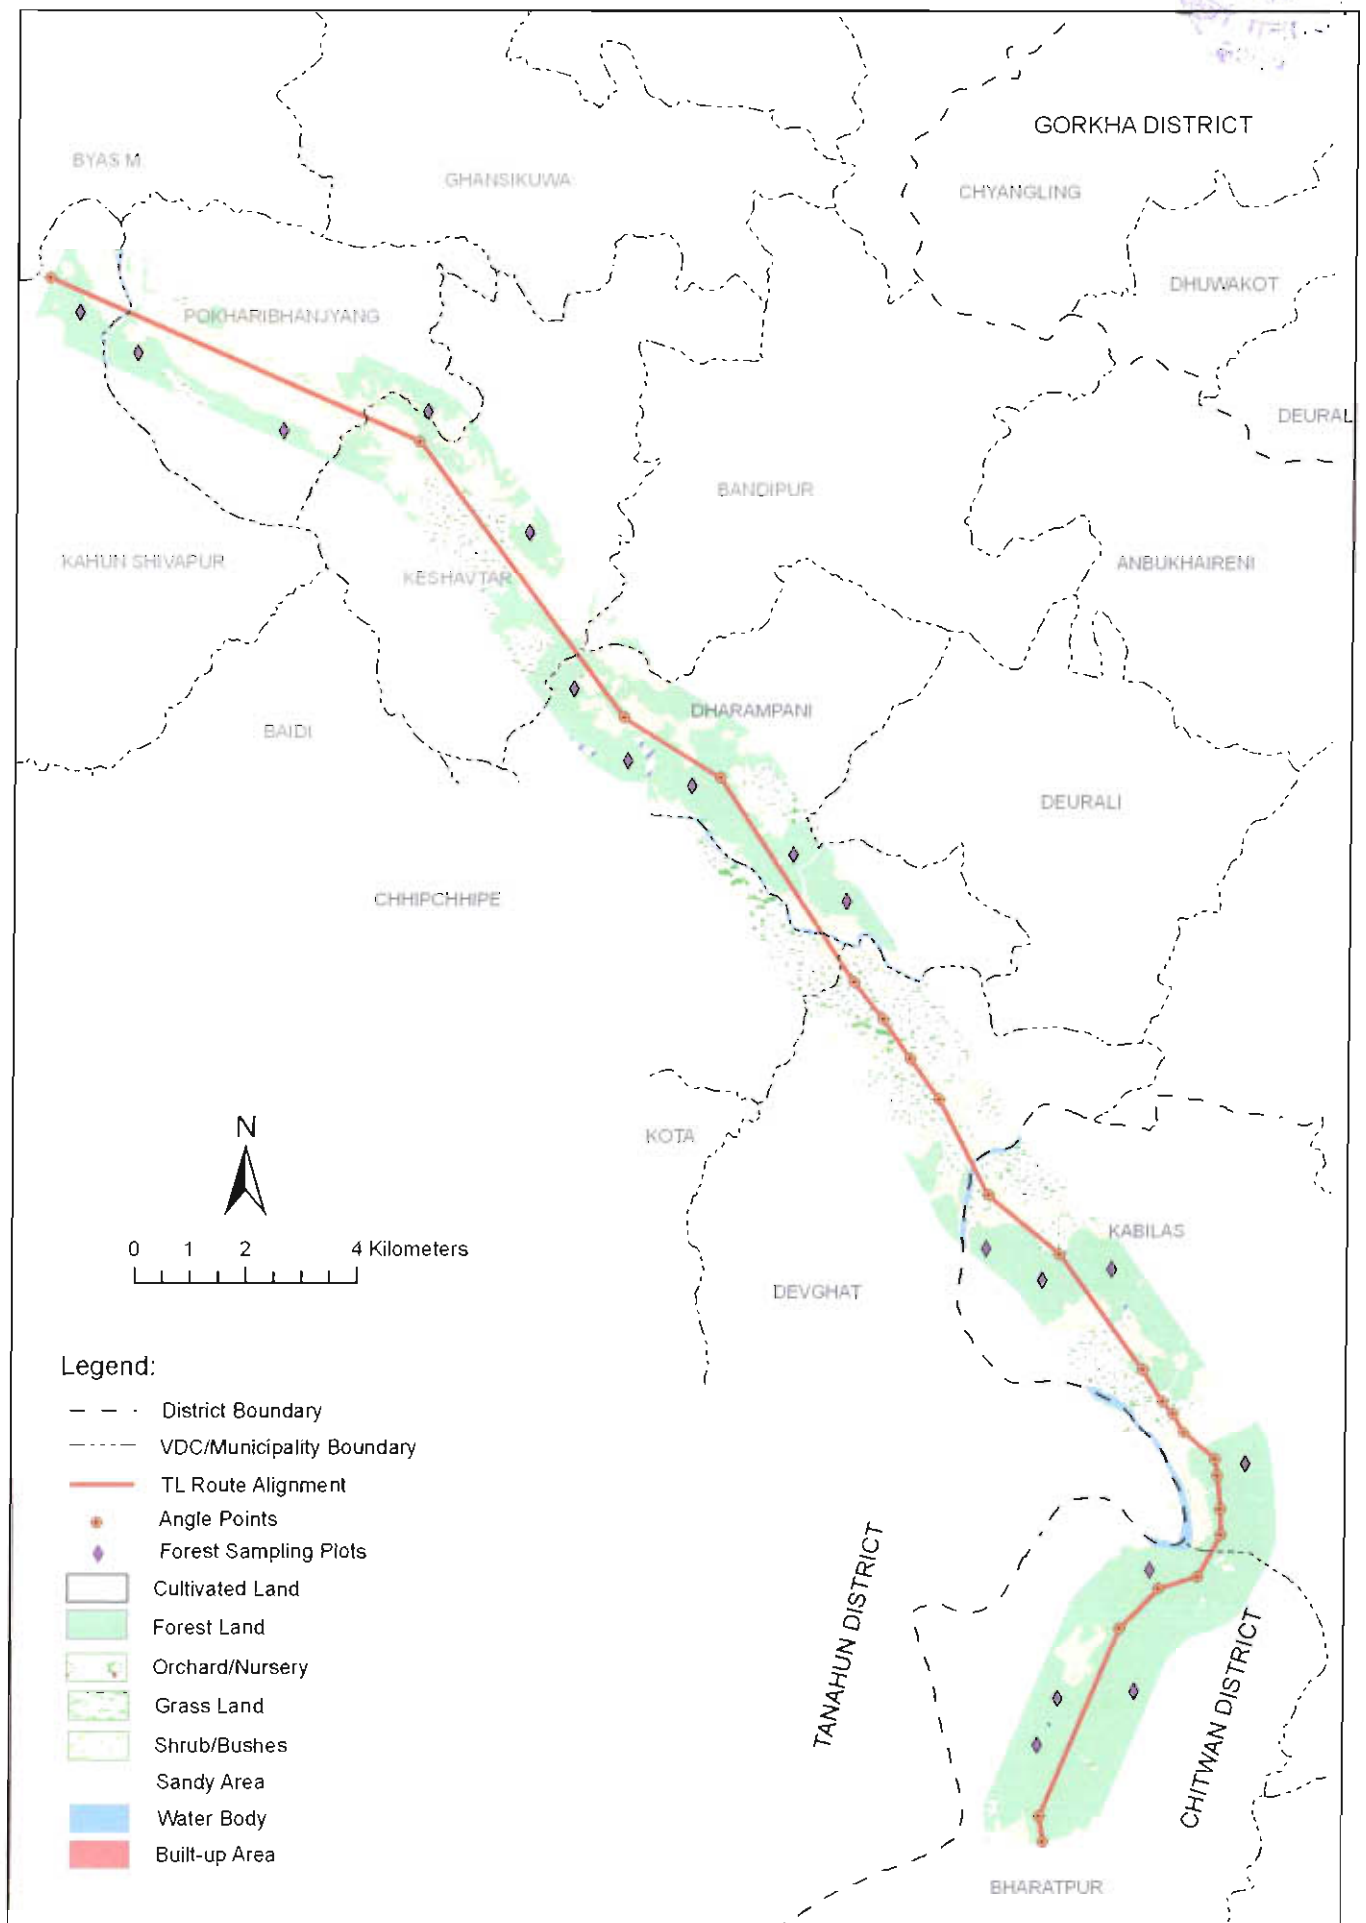 GORKHA DISTRICT
BYAS M.
GHANSIKUWA
CHYANGLING
DHUWAKOT
POKHARIBHANJYANG
DEURAL
BANDIPUR
KAHUN SHIVAPUR
KESHAVTAR
ANBUKHAIRENI
DHARAMPANI
BAIDI
DEURALI
CHHIPCHHIPE
N
KOTA
KABILAS
0 1 2 4 Kilometers
DEVGHAT
Legend:
District Boundary
VDC/Municipality Boundary
TL Route Alignment
Angle Points
Forest Sampling Plots
Cultivated Land
Forest Land
Orchard/Nursery
Grass Land
Shrub/Bushes
Sandy Area
Water Body
Built-up Area
TANAHUN DISTRICT
CHITWAN DISTRICT
BHARATPUR